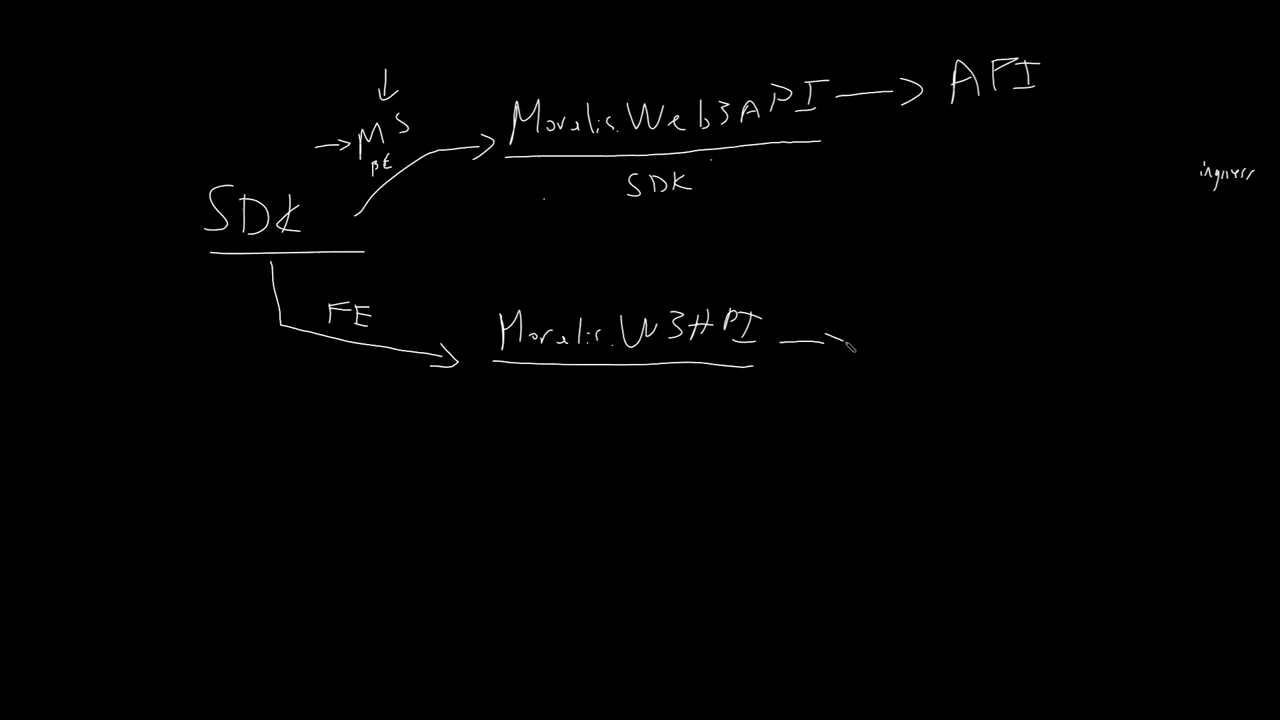 API
Moralis.Web3API
MS
BE
SDK
SDK
FE
Moralis.W3API